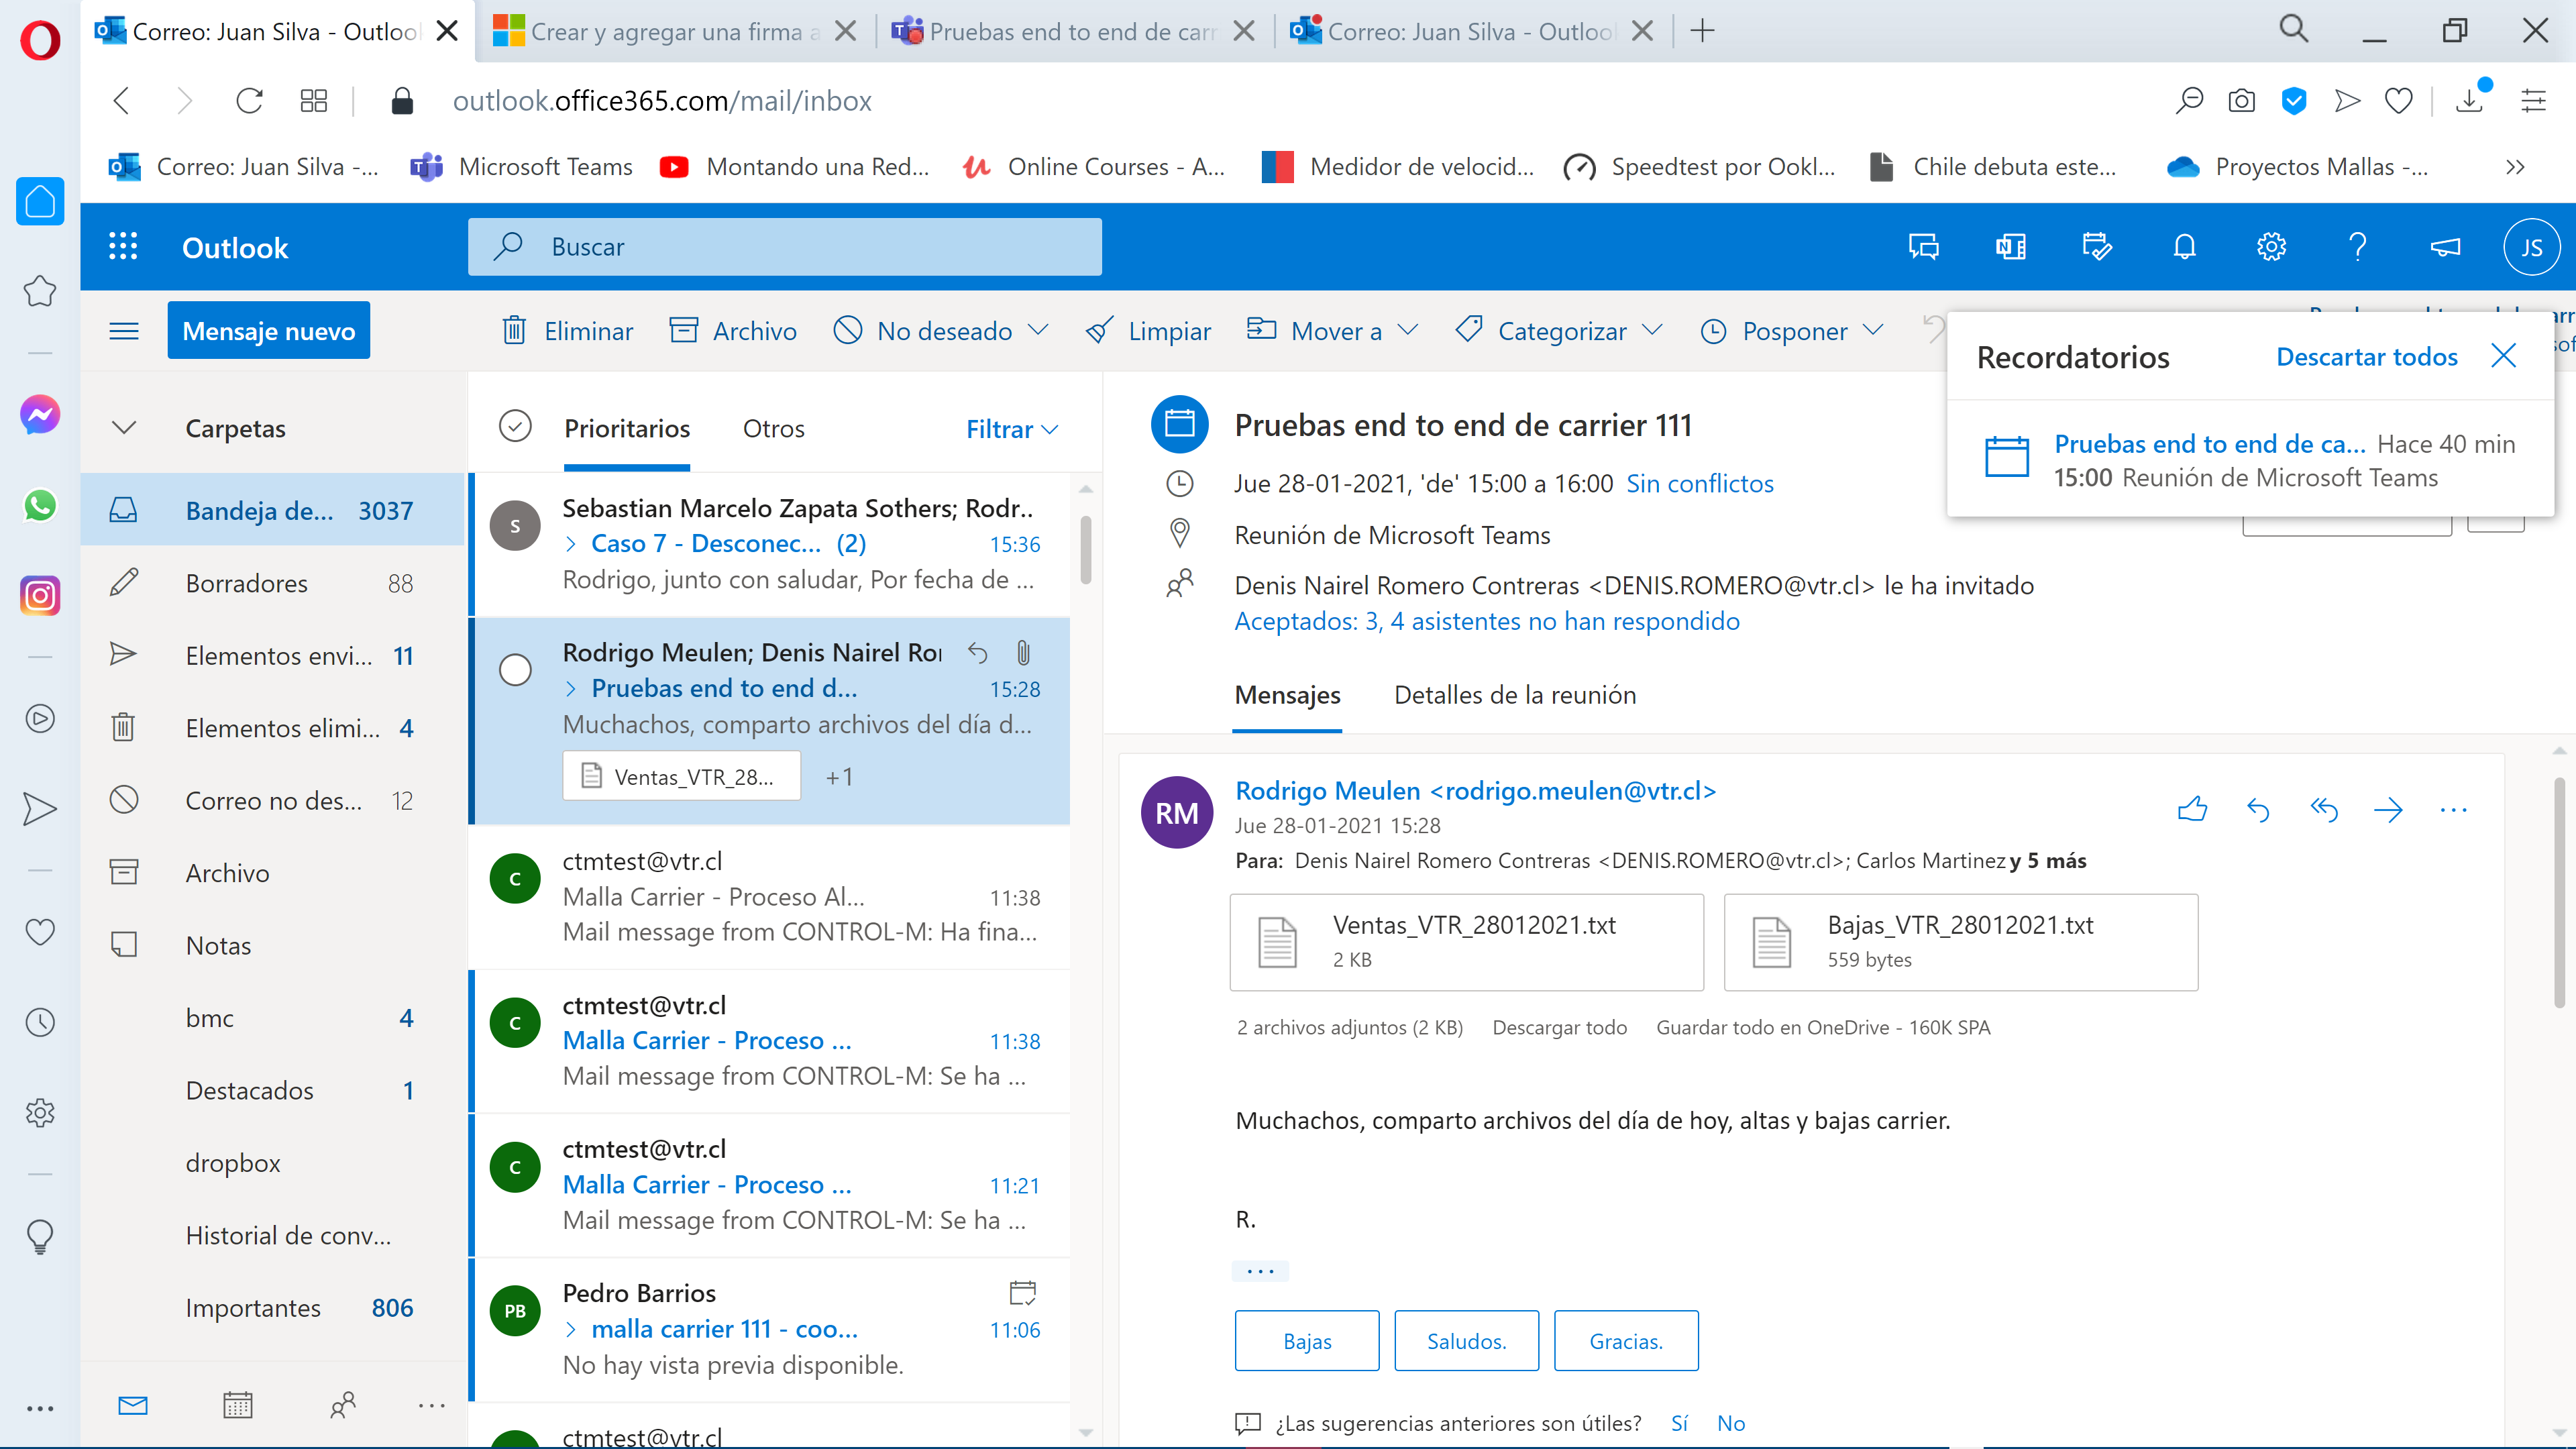 Correo: Juan Silva - Outloo
Crear y agregar una firma a
Pruebas end to end de carr
Correo: Juan Silva - Outloo
outlook.office365.com/mail/inbox
Correo: Juan Silva -...
Microsoft Teams
Montando una Red...
Online Courses - A...
Medidor de velocid...
Speedtest por Ookl...
Chile debuta este...
Proyectos Mallas -...
Outlook
Buscar
JS
Mensaje nuevo
Eliminar
Archivo
No deseado
Limpiar
Mover a
Categorizar
Posponer
Recordatorios
Descartar todos
Pruebas end to end de ca... Hace 40 min
15:00 Reunión de Microsoft Teams
Carpetas
Bandeja de... 3037
Borradores 88
Elementos envi... 11
Elementos elimi... 4
Correo no des... 12
Archivo
Notas
bmc 4
Destacados 1
dropbox
Historial de conv...
Importantes 806
Prioritarios
Otros
Filtrar
S
Sebastian Marcelo Zapata Sothers; Rodr..
Caso 7 - Desconec... (2) 15:36
Rodrigo, junto con saludar, Por fecha de ...
Rodrigo Meulen; Denis Nairel Ro
Pruebas end to end d... 15:28
Muchachos, comparto archivos del día d...
Ventas_VTR_28... +1
C
ctmtest@vtr.cl
Malla Carrier - Proceso Al... 11:38
Mail message from CONTROL-M: Ha fina...
C
ctmtest@vtr.cl
Malla Carrier - Proceso ... 11:38
Mail message from CONTROL-M: Se ha ...
C
ctmtest@vtr.cl
Malla Carrier - Proceso ... 11:21
Mail message from CONTROL-M: Se ha ...
PB
Pedro Barrios
malla carrier 111 - coo... 11:06
No hay vista previa disponible.
ctmtest@vtr.cl
Pruebas end to end de carrier 111
Jue 28-01-2021, 'de' 15:00 a 16:00 Sin conflictos
Reunión de Microsoft Teams
Denis Nairel Romero Contreras <DENIS.ROMERO@vtr.cl> le ha invitado
Aceptados: 3, 4 asistentes no han respondido
Mensajes
Detalles de la reunión
RM
Rodrigo Meulen <rodrigo.meulen@vtr.cl>
Jue 28-01-2021 15:28
Para: Denis Nairel Romero Contreras <DENIS.ROMERO@vtr.cl>; Carlos Martinez y 5 más
Ventas_VTR_28012021.txt
2 KB
Bajas_VTR_28012021.txt
559 bytes
2 archivos adjuntos (2 KB) Descargar todo Guardar todo en OneDrive - 160K SPA
Muchachos, comparto archivos del día de hoy, altas y bajas carrier.
R.
...
Bajas
Saludos.
Gracias.
¿Las sugerencias anteriores son útiles? Sí No